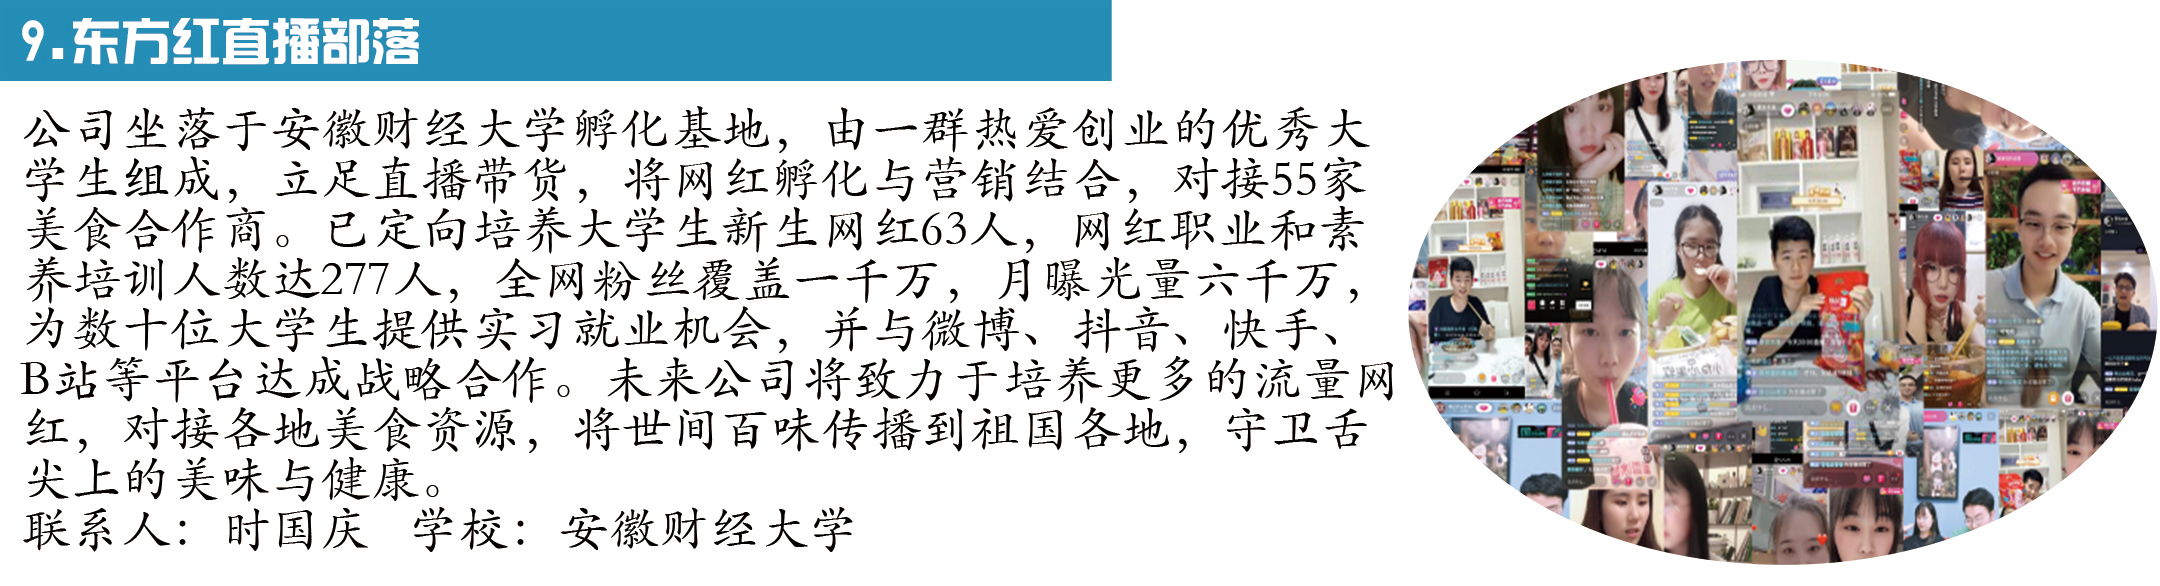 9.东方红直播部落
公司坐落于安徽财经大学孵化基地，由一群热爱创业的优秀大
学生组成，立足直播带货，将网红孵化与营销结合，对接55家
美食合作商。已定向培养大学生新生网红63人，网红职业和素
养培训人数达277人，全网粉丝覆盖一千万，月曝光量六千万，
为数十位大学生提供实习就业机会，并与微博、抖音、快手、
B站等平台达成战略合作。未来公司将致力于培养更多的流量网
红，对接各地美食资源，将世间百味传播到祖国各地，守卫舌
尖上的美味与健康。
联系人：时国庆 学校：安徽财经大学